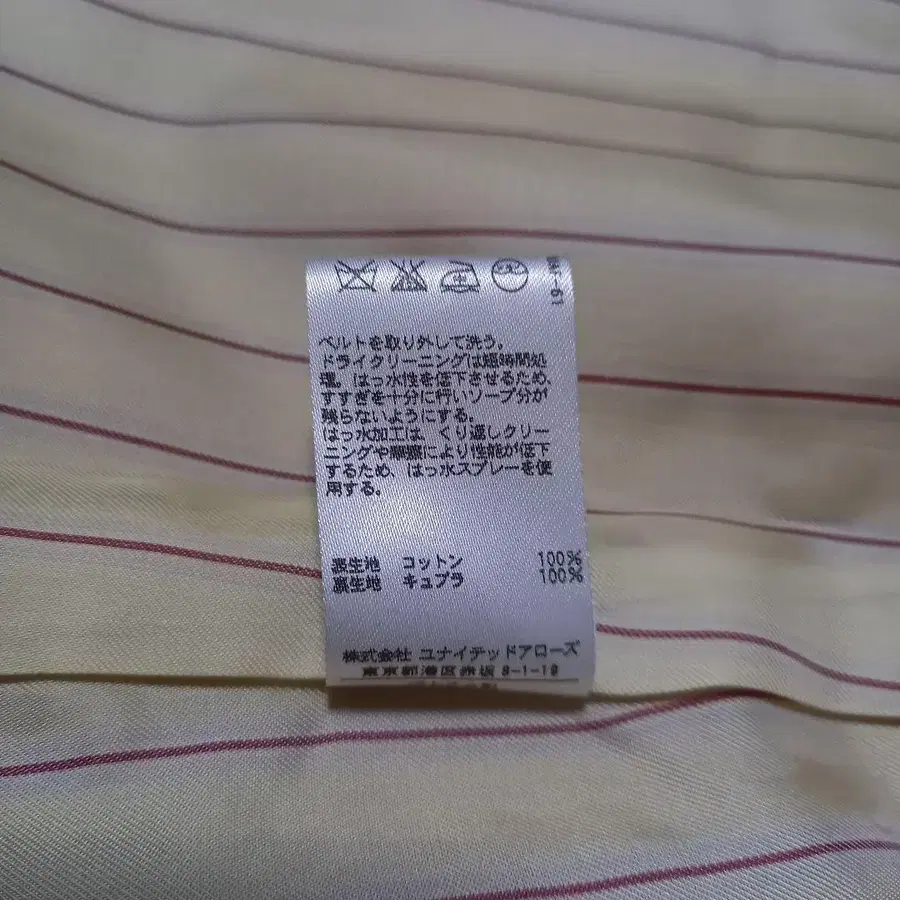 ベルトを取り外して洗う。
ドライクリーニングは短時間処
理。はっ水性を低下させるため、
すすぎを十分に行いソープ分が
残らないようにする。
はっ水加工は、くり返しクリー
ニングや摩擦により性能が低下
するため、はっ水スプレーを使
用する。
表生地 コットン 100%
裏生地 キュプラ 100%
株式会社 ユナイテッドアローズ
東京都港区赤坂 8-1-19